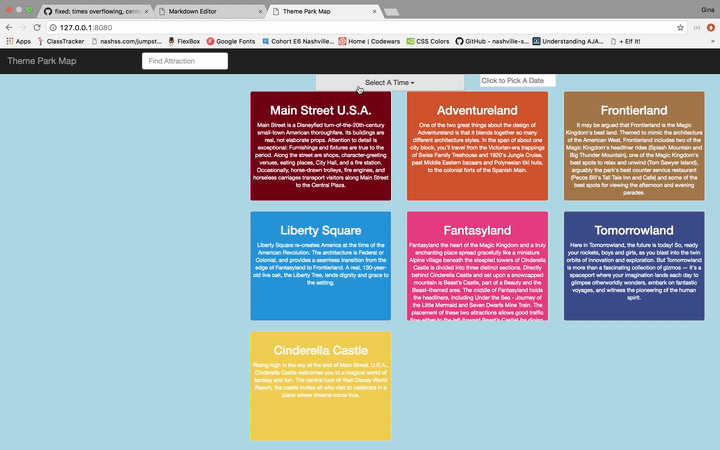 fixed: times overflowing, cente
Markdown Editor
Theme Park Map
Gina
127.0.0.1:8080
Apps
ClassTracker
nashss.com/jumpst...
FlexBox
Google Fonts
Cohort E6 Nashville...
Home | Codewars
CSS Colors
GitHub - nashville-s...
Understanding AJA...
+ Elf It!
Theme Park Map
Find Attraction
Select A Time
Click to Pick A Date
Main Street U.S.A.
Main Street is a Disneyfied turn-of-the-20th-century
small-town American thoroughfare. Its buildings are
real, not elaborate props. Attention to detail is
exceptional: Furnishings and fixtures are true to the
period. Along the street are shops, character-greeting
venues, eating places, City Hall, and a fire station.
Occasionally, horse-drawn trolleys, fire engines, and
horseless carriages transport visitors along Main Street
to the Central Plaza.
Adventureland
One of the two great things about the design of
Adventureland is that it blends together so many
different architecture styles. In the span of about one
city block, you'll travel from the Victorian-era trappings
of Swiss Family Treehouse and 1920's Jungle Cruise,
past Middle Eastern bazaars and Polynesian tiki huts,
to the colonial forts of the Spanish Main.
Frontierland
It may be argued that Frontierland is the Magic
Kingdom's best land. Themed to mimic the architecture
of the American West, Frontierland includes two of the
Magic Kingdom's headliner rides (Splash Mountain and
Big Thunder Mountain), one of the Magic Kingdom's
best spots to relax and unwind (Tom Sawyer Island),
arguably the park's best counter service restaurant
(Pecos Bill's Tall Tale Inn and Cafe) and some of the
best spots for viewing the afternoon and evening
parades.
Liberty Square
Liberty Square re-creates America at the time of the
American Revolution. The architecture is Federal or
Colonial, and provides a seamless transition from the
edge of Fantasyland to Frontierland. A real, 130-year-
old live oak, the Liberty Tree, lends dignity and grace to
the setting.
Fantasyland
Fantasyland the heart of the Magic Kingdom and a truly
enchanting place spread gracefully like a miniature
Alpine village beneath the steepled towers of Cinderella
Castle is divided into three distinct sections. Directly
behind Cinderella Castle and set upon a snowcapped
mountain is Beast's Castle, part of a Beauty and the
Beast-themed area. The middle of Fantasyland holds
the headliners, including Under the Sea - Journey of
the Little Mermaid and Seven Dwarfs Mine Train. The
placement of these two attractions allows good traffic
flow either to the left (toward Beast's Castle) for dining
Tomorrowland
Here in Tomorrowland, the future is today! So, ready
your rockets, boys and girls, as you blast into the twin
orbits of innovation and exploration. But Tomorrowland
is more than a fascinating collection of gizmos — it's a
spaceport where your imagination lands each day to
glimpse otherworldly wonders, embark on fantastic
voyages, and witness the pioneering of the human
spirit.
Cinderella Castle
Rising high in the sky at the end of Main Street, U.S.A.,
Cinderella Castle welcomes you to a magical world of
fantasy and fun. The central icon of Walt Disney World
Resort, the castle invites all who visit to celebrate in a
place where dreams come true.